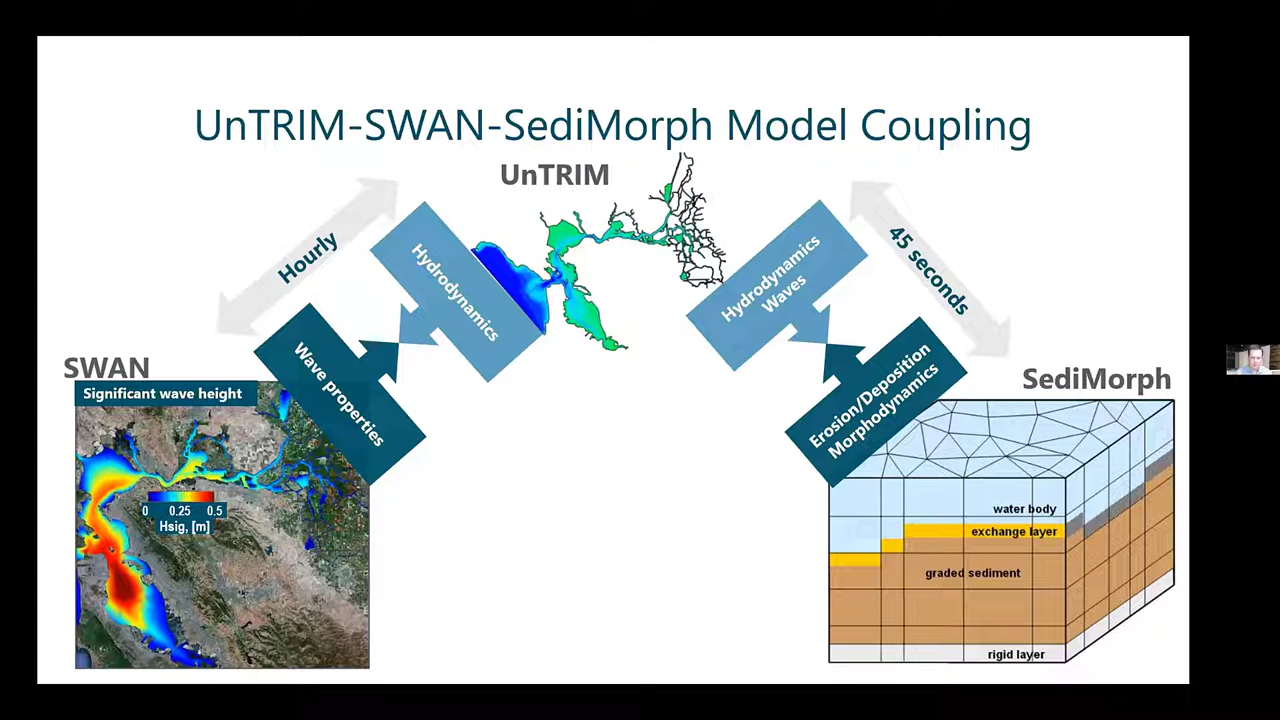 UnTRIM-SWAN-SediMorph Model Coupling
UnTRIM
Hourly
Hydrodynamics
Hydrodynamics
Waves
45 seconds
Wave properties
Erosion/Deposition
Morphodynamics
SWAN
Significant wave height
0 0.25 0.5
Hsig, [m]
SediMorph
water body
exchange layer
graded sediment
rigid layer